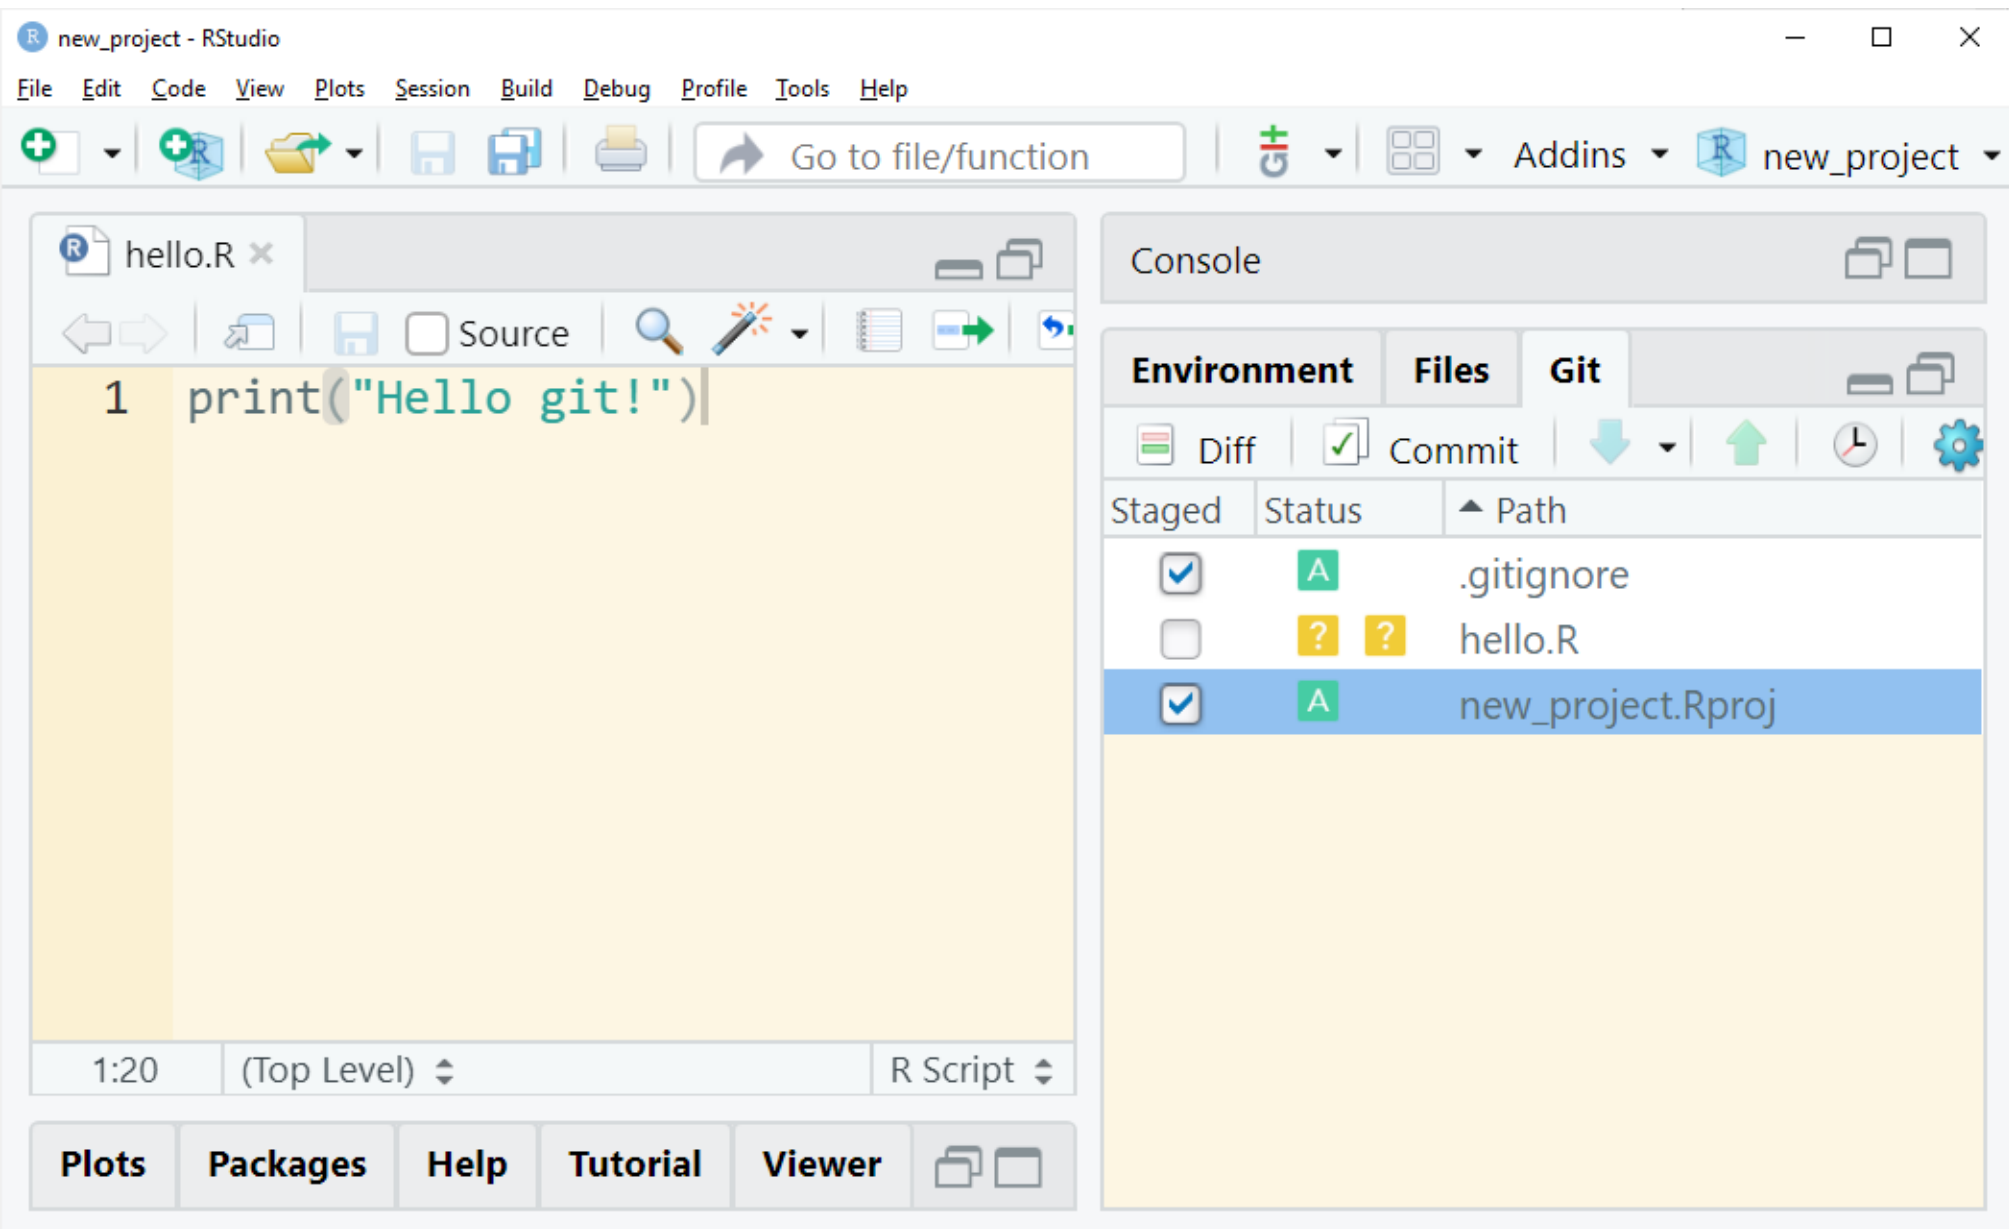 R new_project - RStudio
File Edit Code View Plots Session Build Debug Profile Tools Help
R Go to file/function git Addins R new_project
R hello.R
Source
1 print("Hello git!")
1:20 (Top Level) R Script
Plots Packages Help Tutorial Viewer
Console
Environment Files Git
Diff Commit
Staged Status Path
A .gitignore
? ? hello.R
A new_project.Rproj